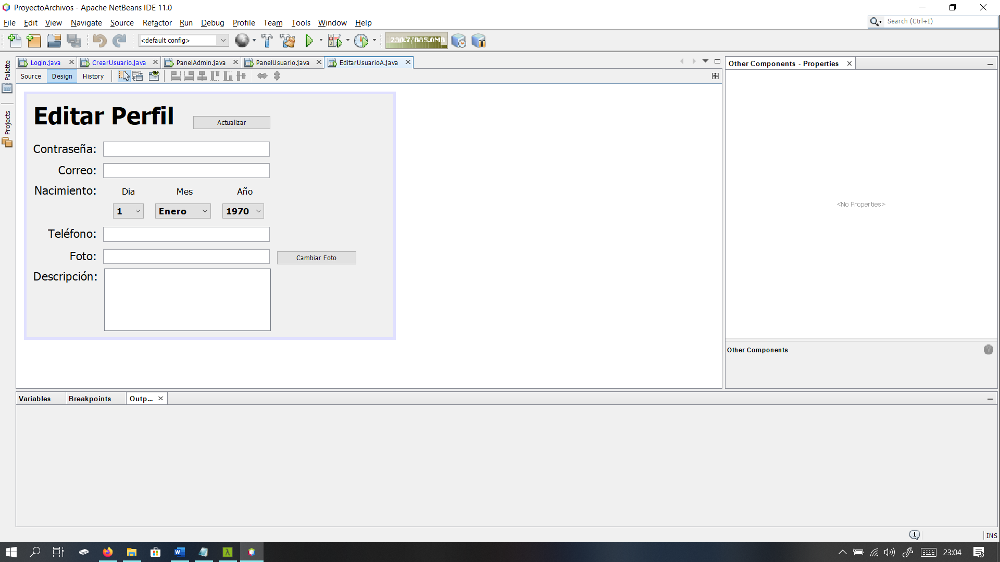 ProyectoArchivos - Apache NetBeans IDE 11.0
File Edit View Navigate Source Refactor Run Debug Profile Team Tools Window Help
Search (Ctrl+I)
<default config>
230.7/885.0MB
Login.java
CrearUsuario.java
PanelAdmin.java
PanelUsuario.java
EditarUsuarioA.java
Other Components - Properties
Palette
Projects
Source Design History
Editar Perfil
Actualizar
Contraseña:
Correo:
Nacimiento: Dia Mes Año
1 Enero 1970
Teléfono:
Foto:
Cambiar Foto
Descripción:
<No Properties>
Other Components
?
Variables Breakpoints Outp...
1
INS
23:04